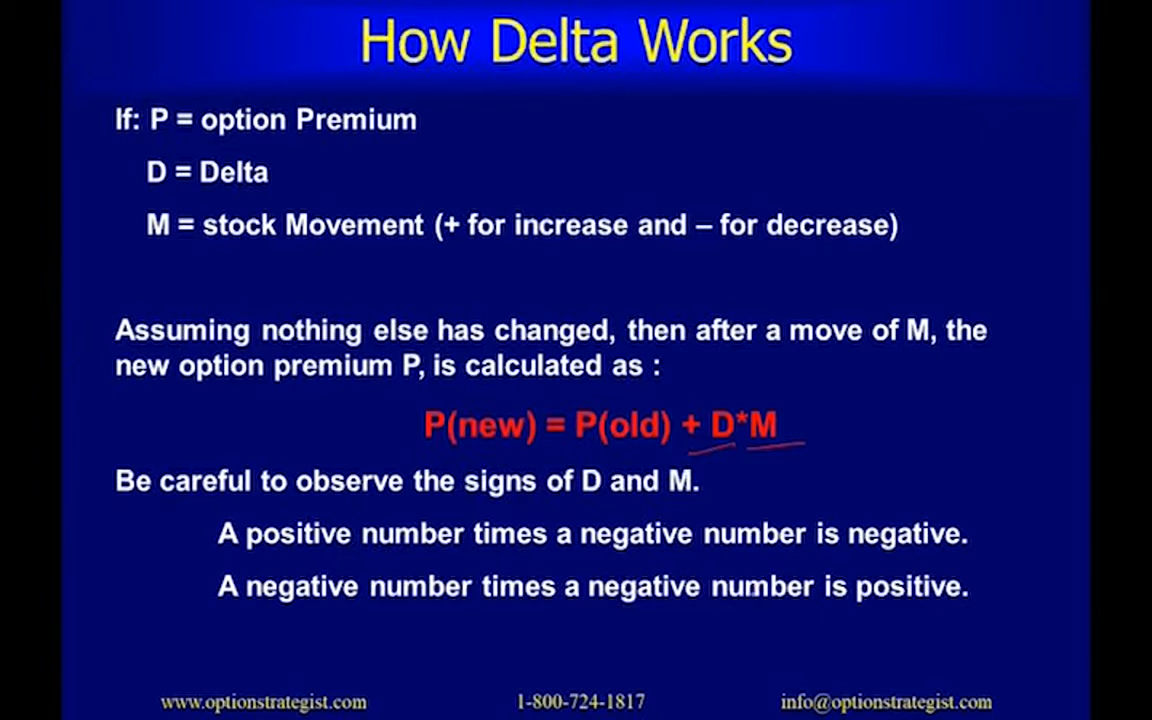 How Delta Works
If: P = option Premium
D = Delta
M = stock Movement (+ for increase and – for decrease)
Assuming nothing else has changed, then after a move of M, the
new option premium P, is calculated as :
P(new) = P(old) + D*M
Be careful to observe the signs of D and M.
A positive number times a negative number is negative.
A negative number times a negative number is positive.
www.optionstrategist.com 1-800-724-1817 info@optionstrategist.com